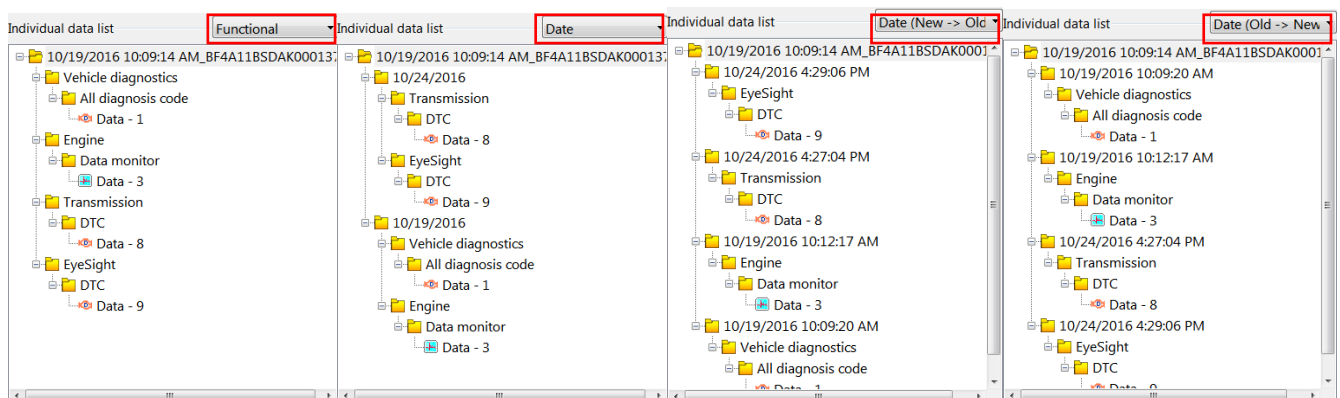 Individual data list
Functional
10/19/2016 10:09:14 AM_BF4A11BSDAK000137
Vehicle diagnostics
All diagnosis code
Data - 1
Engine
Data monitor
Data - 3
Transmission
DTC
Data - 8
EyeSight
DTC
Data - 9
Individual data list
Date
10/19/2016 10:09:14 AM_BF4A11BSDAK000137
10/24/2016
Transmission
DTC
Data - 8
EyeSight
DTC
Data - 9
10/19/2016
Vehicle diagnostics
All diagnosis code
Data - 1
Engine
Data monitor
Data - 3
Individual data list
Date (New -> Old
10/19/2016 10:09:14 AM_BF4A11BSDAK0001
10/24/2016 4:29:06 PM
EyeSight
DTC
Data - 9
10/24/2016 4:27:04 PM
Transmission
DTC
Data - 8
10/19/2016 10:12:17 AM
Engine
Data monitor
Data - 3
10/19/2016 10:09:20 AM
Vehicle diagnostics
All diagnosis code
Data - 1
Individual data list
Date (Old -> New
10/19/2016 10:09:14 AM_BF4A11BSDAK0001
10/19/2016 10:09:20 AM
Vehicle diagnostics
All diagnosis code
Data - 1
10/19/2016 10:12:17 AM
Engine
Data monitor
Data - 3
10/24/2016 4:27:04 PM
Transmission
DTC
Data - 8
10/24/2016 4:29:06 PM
EyeSight
DTC
Data - 9